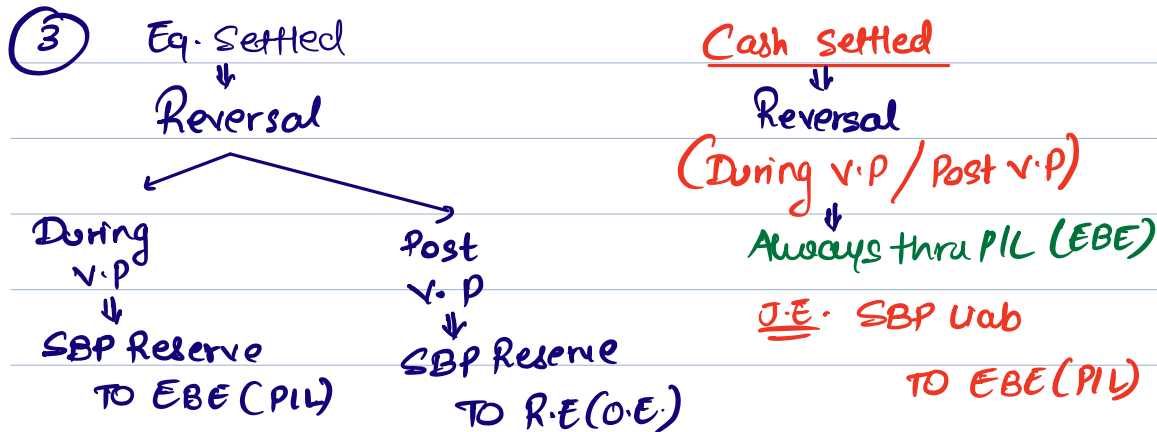 3 Eq. Settled
Reversal
During
V.P
SBP Reserve
TO EBE (P/L)
Post
V.P
SBP Reserve
TO R.E (O.E.)
Cash Settled
Reversal
(During V.P / Post V.P)
Always thru P/L (EBE)
J.E. SBP Liab
TO EBE (P/L)